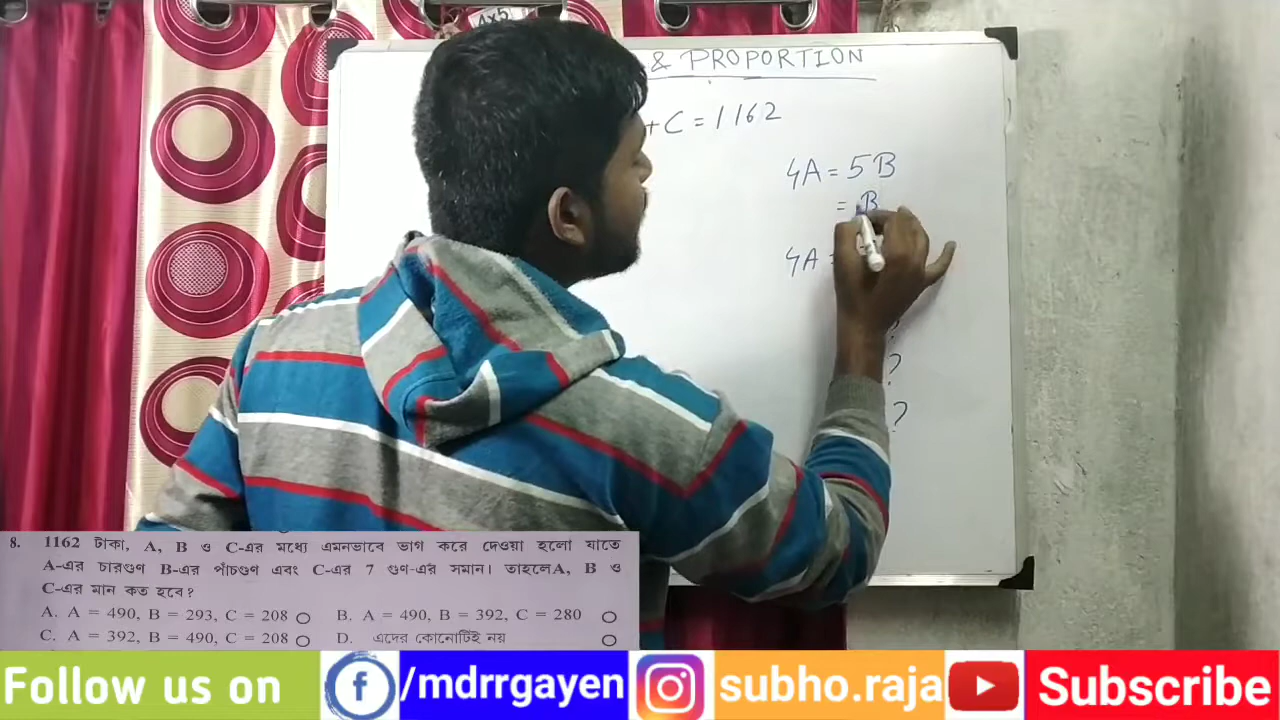 4x5
& PROPORTION
+ C = 1162
4A = 5B
= B
4A =
?
?
8. 1162 টাকা, A, B ও C-এর মধ্যে এমনভাবে ভাগ করে দেওয়া হলো যাতে
A-এর চারগুণ B-এর পাঁচগুণ এবং C-এর 7 গুণ-এর সমান। তাহলেA, B ও
C-এর মান কত হবে?
A. A = 490, B = 293, C = 208 B. A = 490, B = 392, C = 280
C. A = 392, B = 490, C = 208 D. এদের কোনোটিই নয়
Follow us on /mdrrgayen subho.raja Subscribe